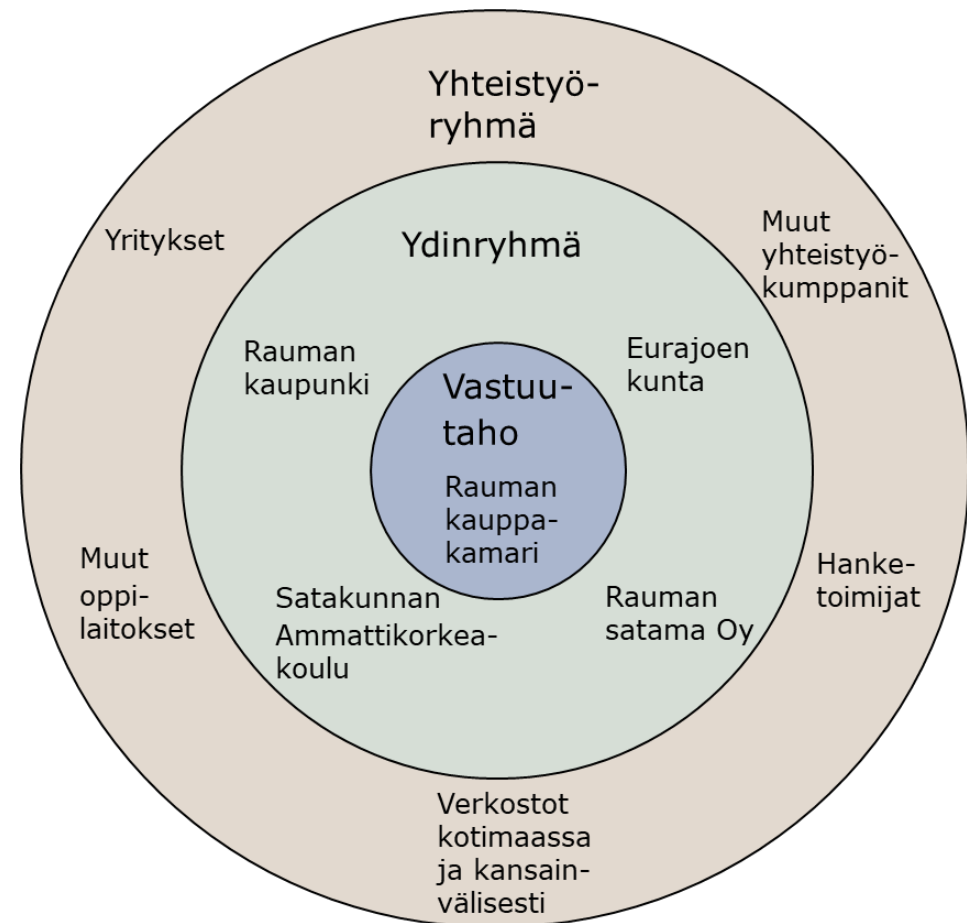 Yhteistyö-
ryhmä
Yritykset
Muut
yhteistyö-
kumppanit
Ydinryhmä
Rauman
kaupunki
Eurajoen
kunta
Vastuu-
taho
Rauman
kauppa-
kamari
Muut
oppi-
laitokset
Satakunnan
Ammattikorkea-
koulu
Rauman
satama Oy
Hanke-
toimijat
Verkostot
kotimaassa
ja kansain-
välisesti